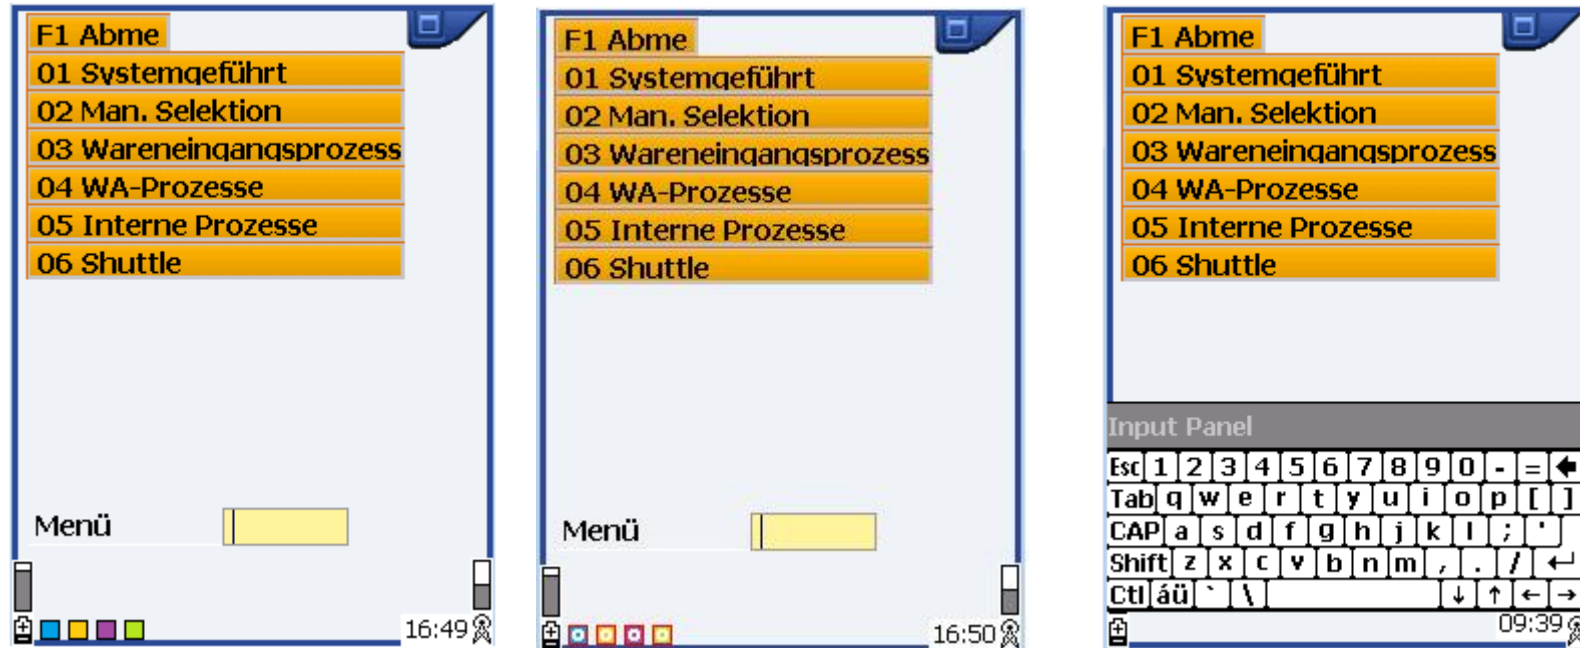 F1 Abme
01 Systemgeführt
02 Man. Selektion
03 Wareneingangsprozess
04 WA-Prozesse
05 Interne Prozesse
06 Shuttle
Menü
16:49
F1 Abme
01 Systemgeführt
02 Man. Selektion
03 Wareneingangsprozess
04 WA-Prozesse
05 Interne Prozesse
06 Shuttle
Menü
16:50
F1 Abme
01 Systemgeführt
02 Man. Selektion
03 Wareneingangsprozess
04 WA-Prozesse
05 Interne Prozesse
06 Shuttle
Input Panel
Esc 1 2 3 4 5 6 7 8 9 0 - =
Tab q w e r t y u i o p [ ]
CAP a s d f g h j k l ; '
Shift z x c v b n m , . / ↵
Ctl áü ` \ ↓ ↑ ← →
09:39